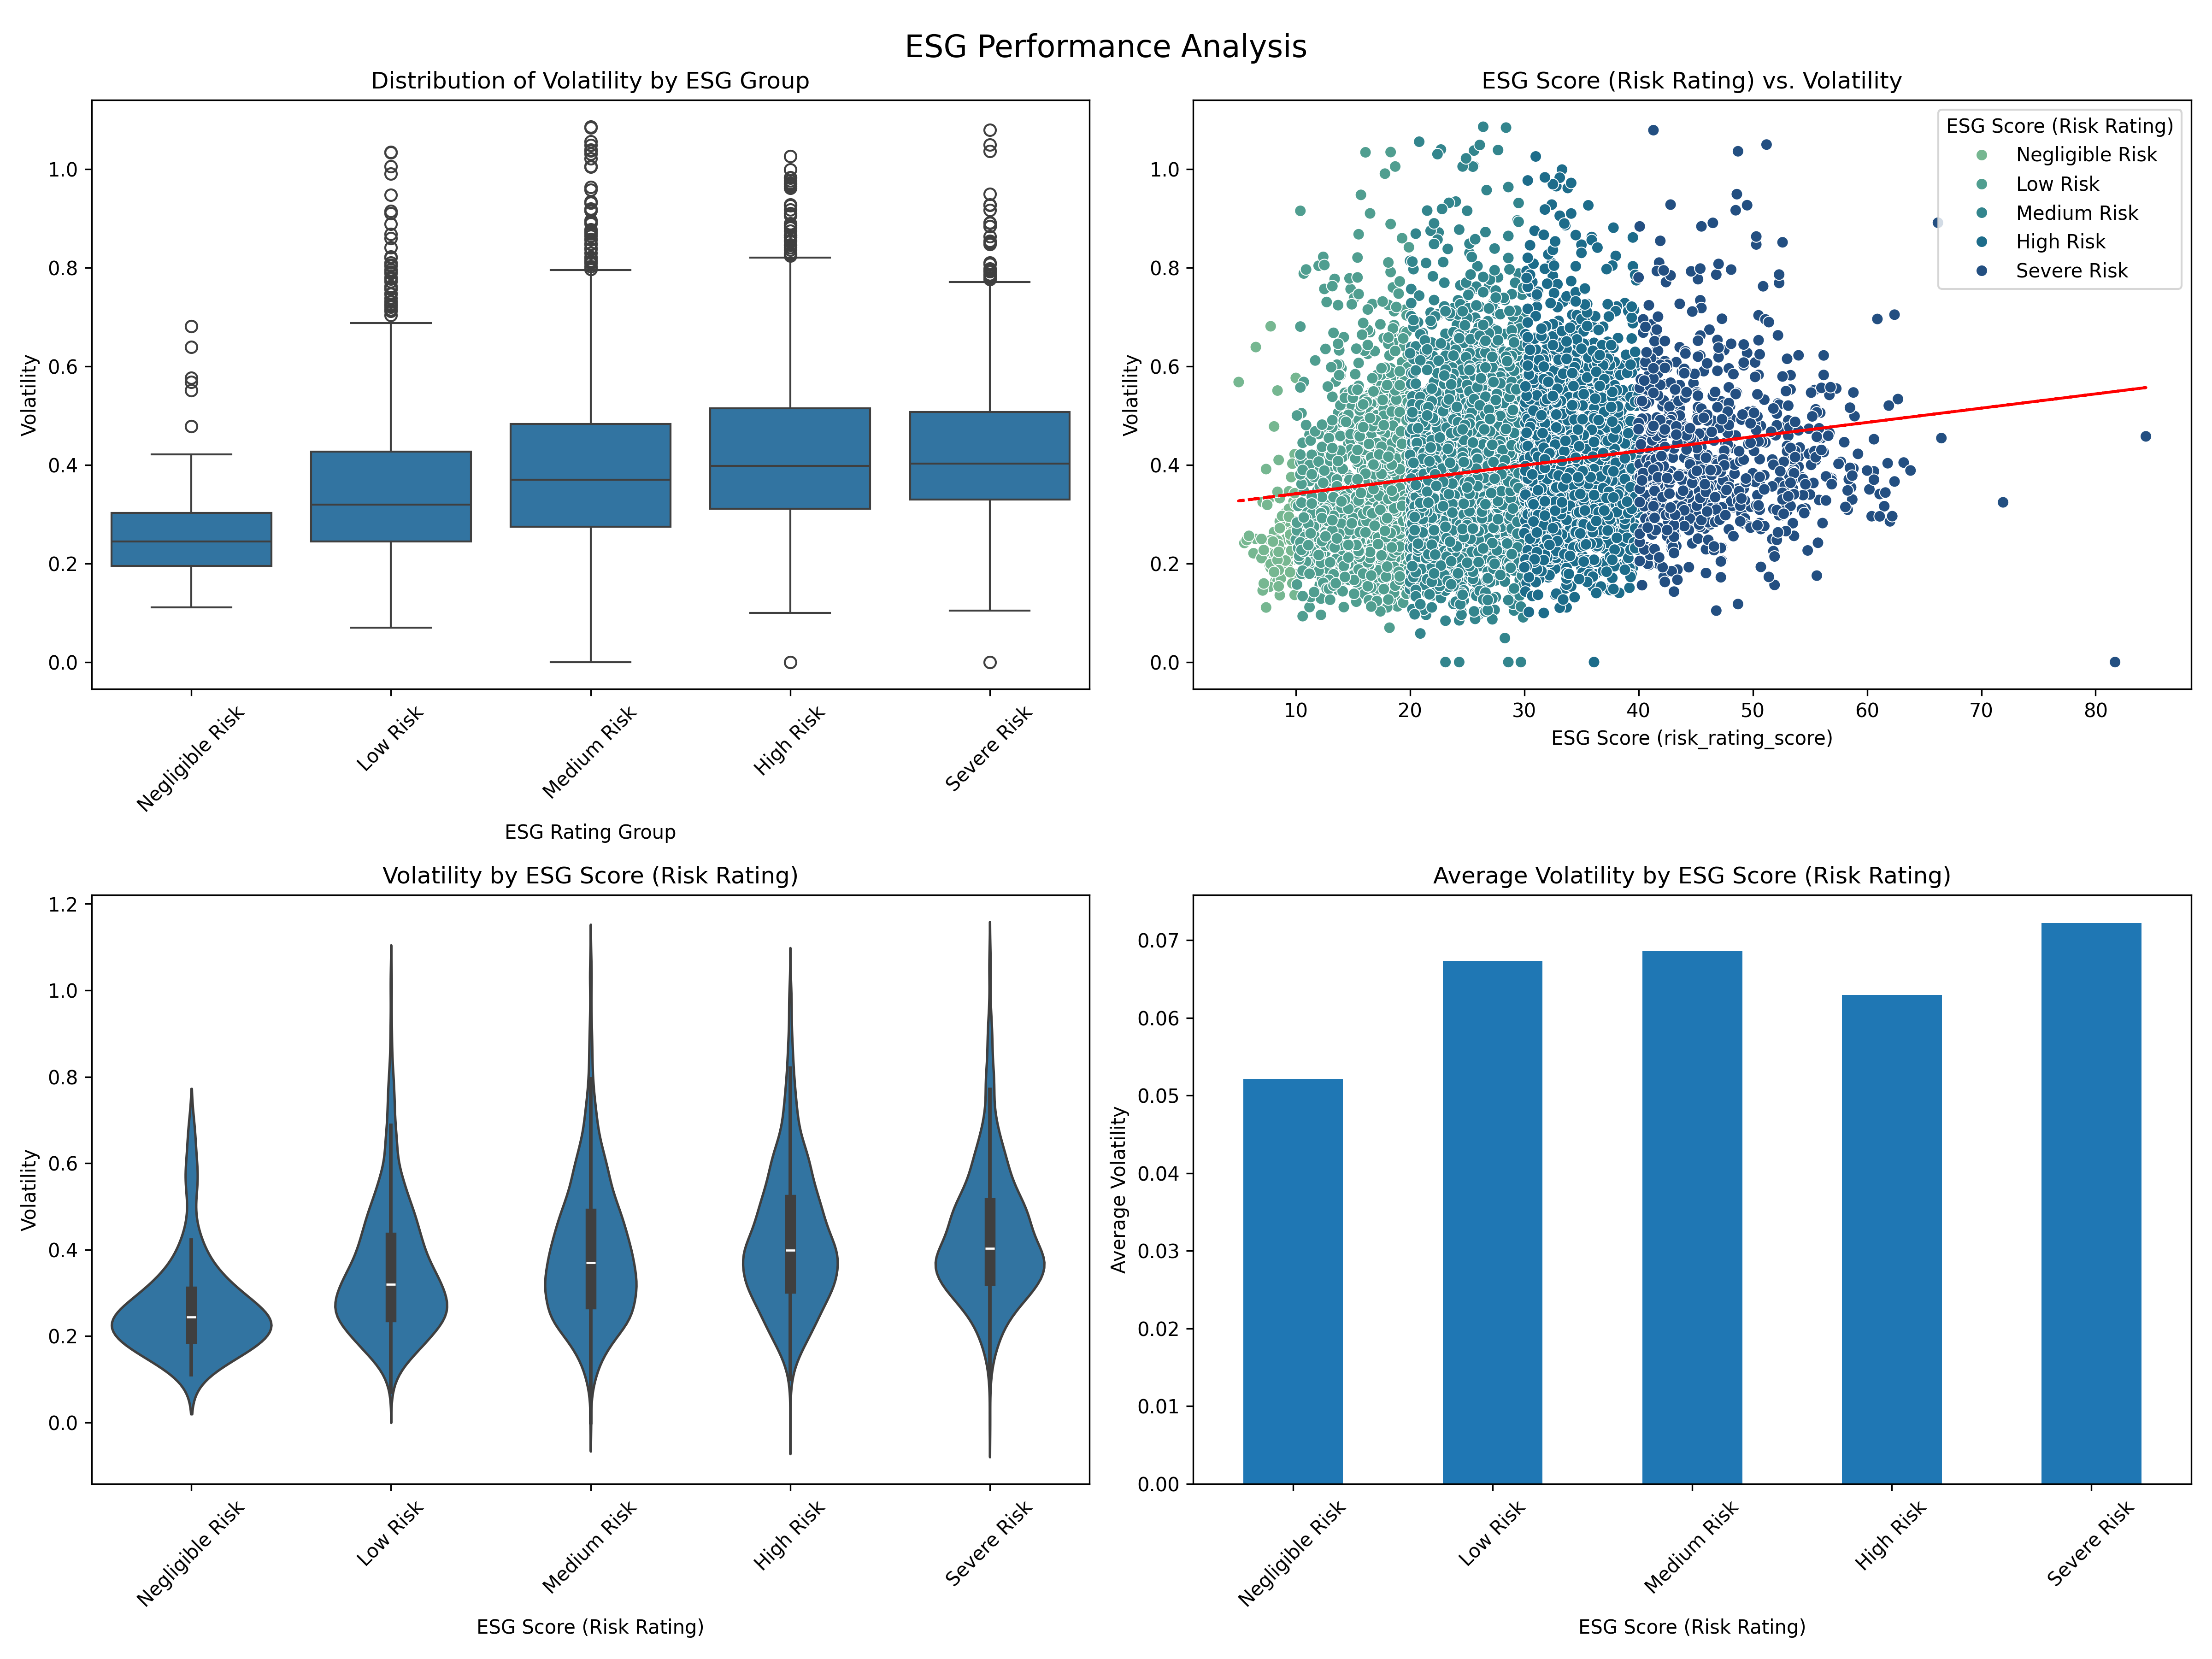 ESG Performance Analysis
Distribution of Volatility by ESG Group
Volatility
1.0
0.8
0.6
0.4
0.2
0.0
Negligible Risk
Low Risk
Medium Risk
High Risk
Severe Risk
ESG Rating Group
ESG Score (Risk Rating) vs. Volatility
Volatility
1.0
0.8
0.6
0.4
0.2
0.0
ESG Score (Risk Rating)
Negligible Risk
Low Risk
Medium Risk
High Risk
Severe Risk
10 20 30 40 50 60 70 80
ESG Score (risk_rating_score)
Volatility by ESG Score (Risk Rating)
Volatility
1.2
1.0
0.8
0.6
0.4
0.2
0.0
Negligible Risk
Low Risk
Medium Risk
High Risk
Severe Risk
ESG Score (Risk Rating)
Average Volatility by ESG Score (Risk Rating)
Average Volatility
0.07
0.06
0.05
0.04
0.03
0.02
0.01
0.00
Negligible Risk
Low Risk
Medium Risk
High Risk
Severe Risk
ESG Score (Risk Rating)